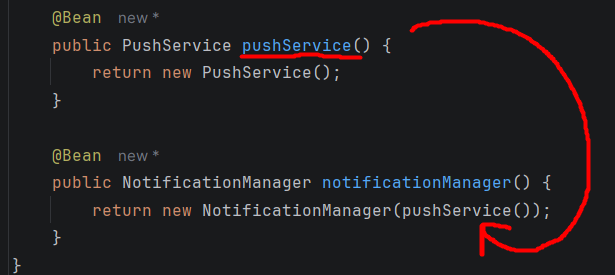 @Bean new *
public PushService pushService() {
return new PushService();
}
@Bean new *
public NotificationManager notificationManager() {
return new NotificationManager(pushService());
}
}